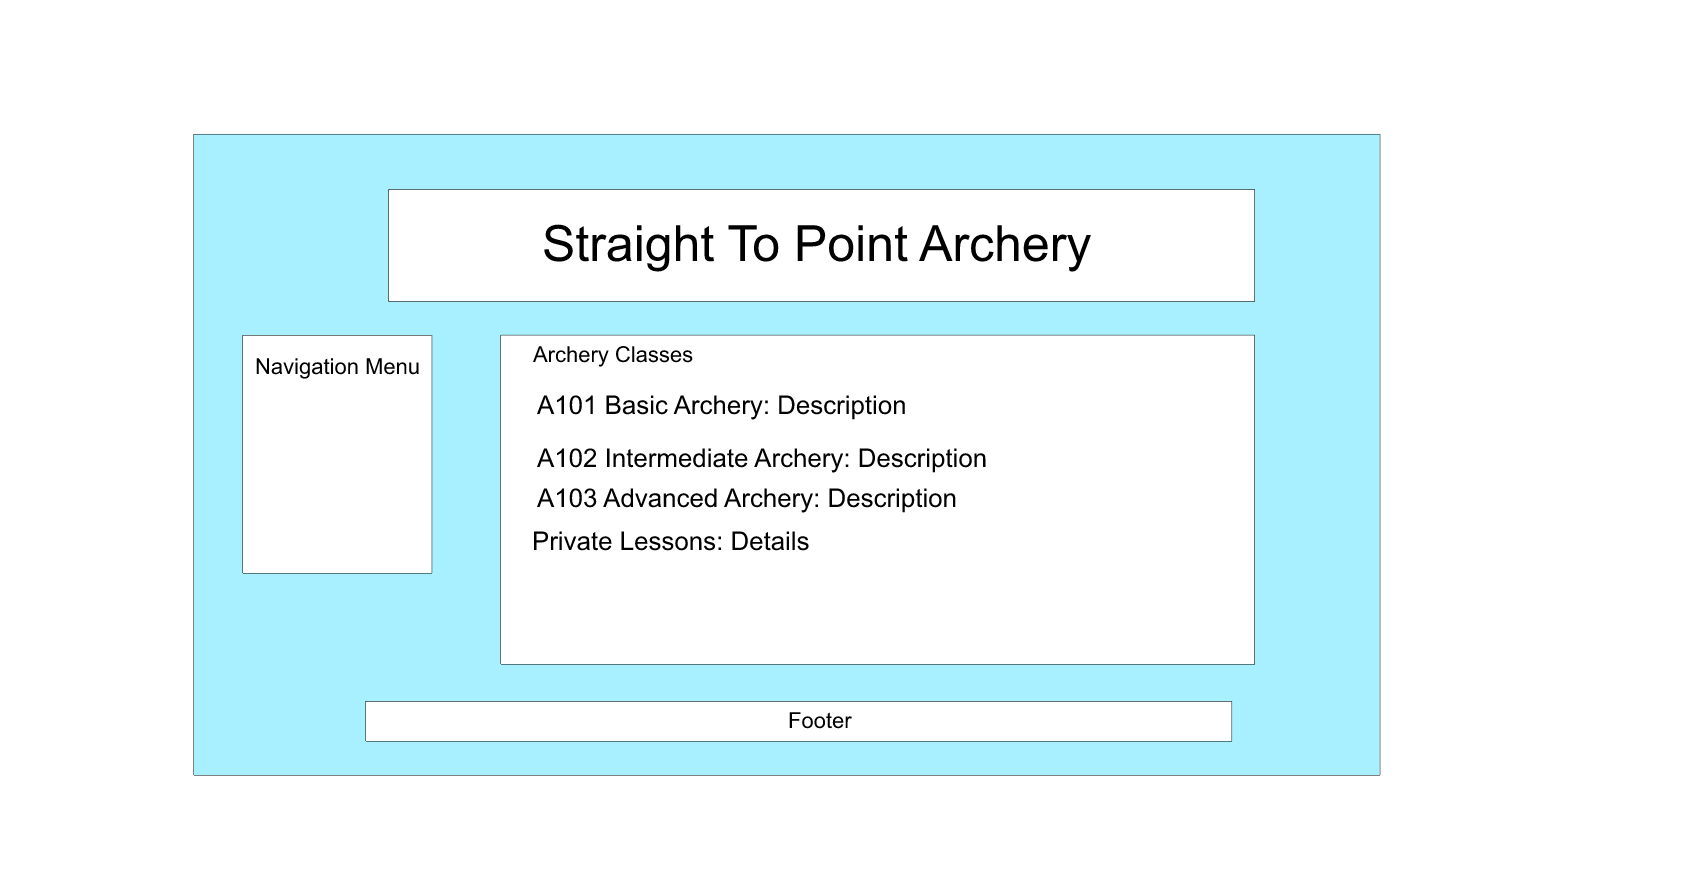 Straight To Point Archery
Navigation Menu
Archery Classes
A101 Basic Archery: Description
A102 Intermediate Archery: Description
A103 Advanced Archery: Description
Private Lessons: Details
Footer